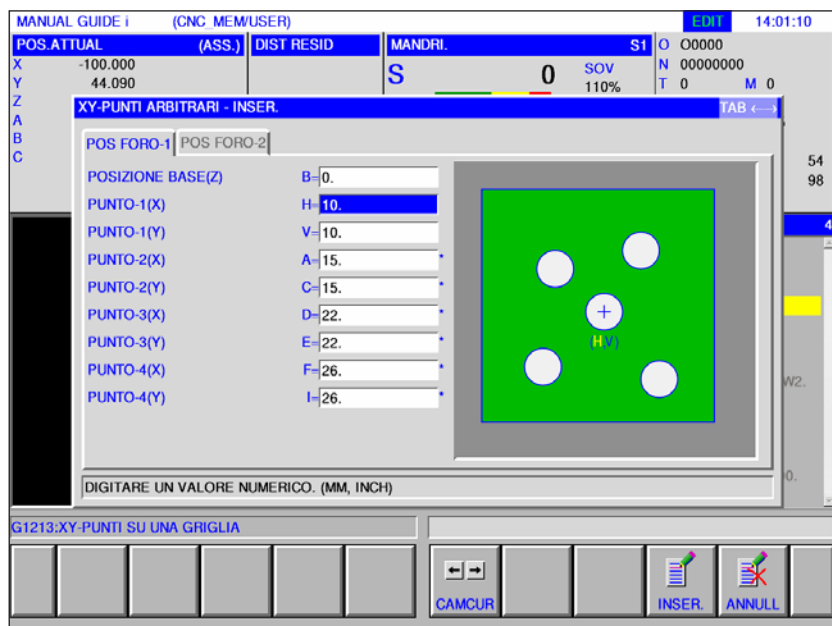 MANUAL GUIDE i (CNC_MEM/USER) EDIT 14:01:10
POS.ATTUAL (ASS.) DIST RESID MANDRI. S1 O O0000
X -100.000 N 00000000
Y 44.090 S 0 SOV 110% T 0 M 0
Z
A
B
C
XY-PUNTI ARBITRARI - INSER. TAB ←→
POS FORO-1 POS FORO-2
POSIZIONE BASE(Z) B= 0.
PUNTO-1(X) H= 10.
PUNTO-1(Y) V= 10.
PUNTO-2(X) A= 15. *
PUNTO-2(Y) C= 15. *
PUNTO-3(X) D= 22. *
PUNTO-3(Y) E= 22. *
PUNTO-4(X) F= 26. *
PUNTO-4(Y) I= 26. *
(H,V)
54
98
4
W2.
0.
DIGITARE UN VALORE NUMERICO. (MM, INCH)
G1213:XY-PUNTI SU UNA GRIGLIA
CAMCUR INSER. ANNULL